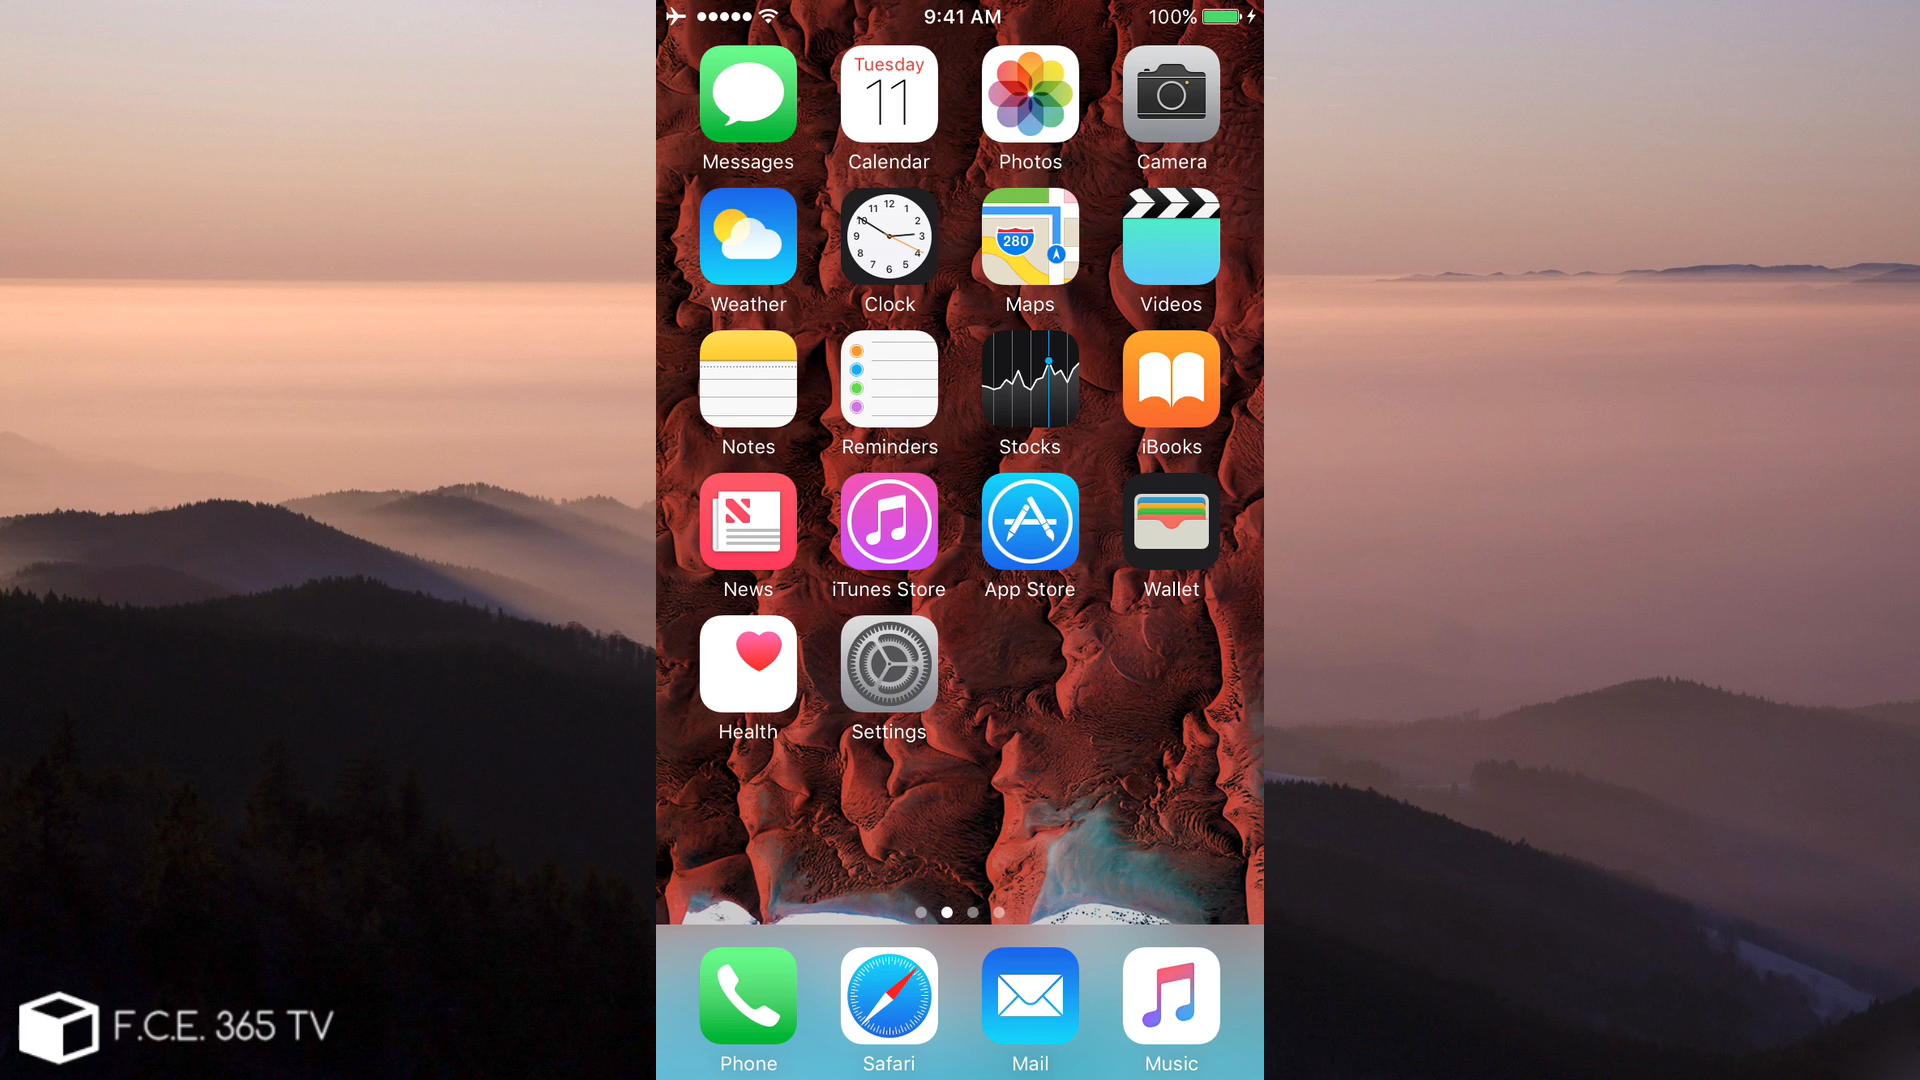 9:41 AM
100%
Tuesday
11
Messages
Calendar
Photos
Camera
12
11 1
10 2
9 3
8 4
7 5
6
280
Weather
Clock
Maps
Videos
Notes
Reminders
Stocks
iBooks
News
iTunes Store
App Store
Wallet
Health
Settings
Phone
Safari
Mail
Music
F.C.E. 365 TV